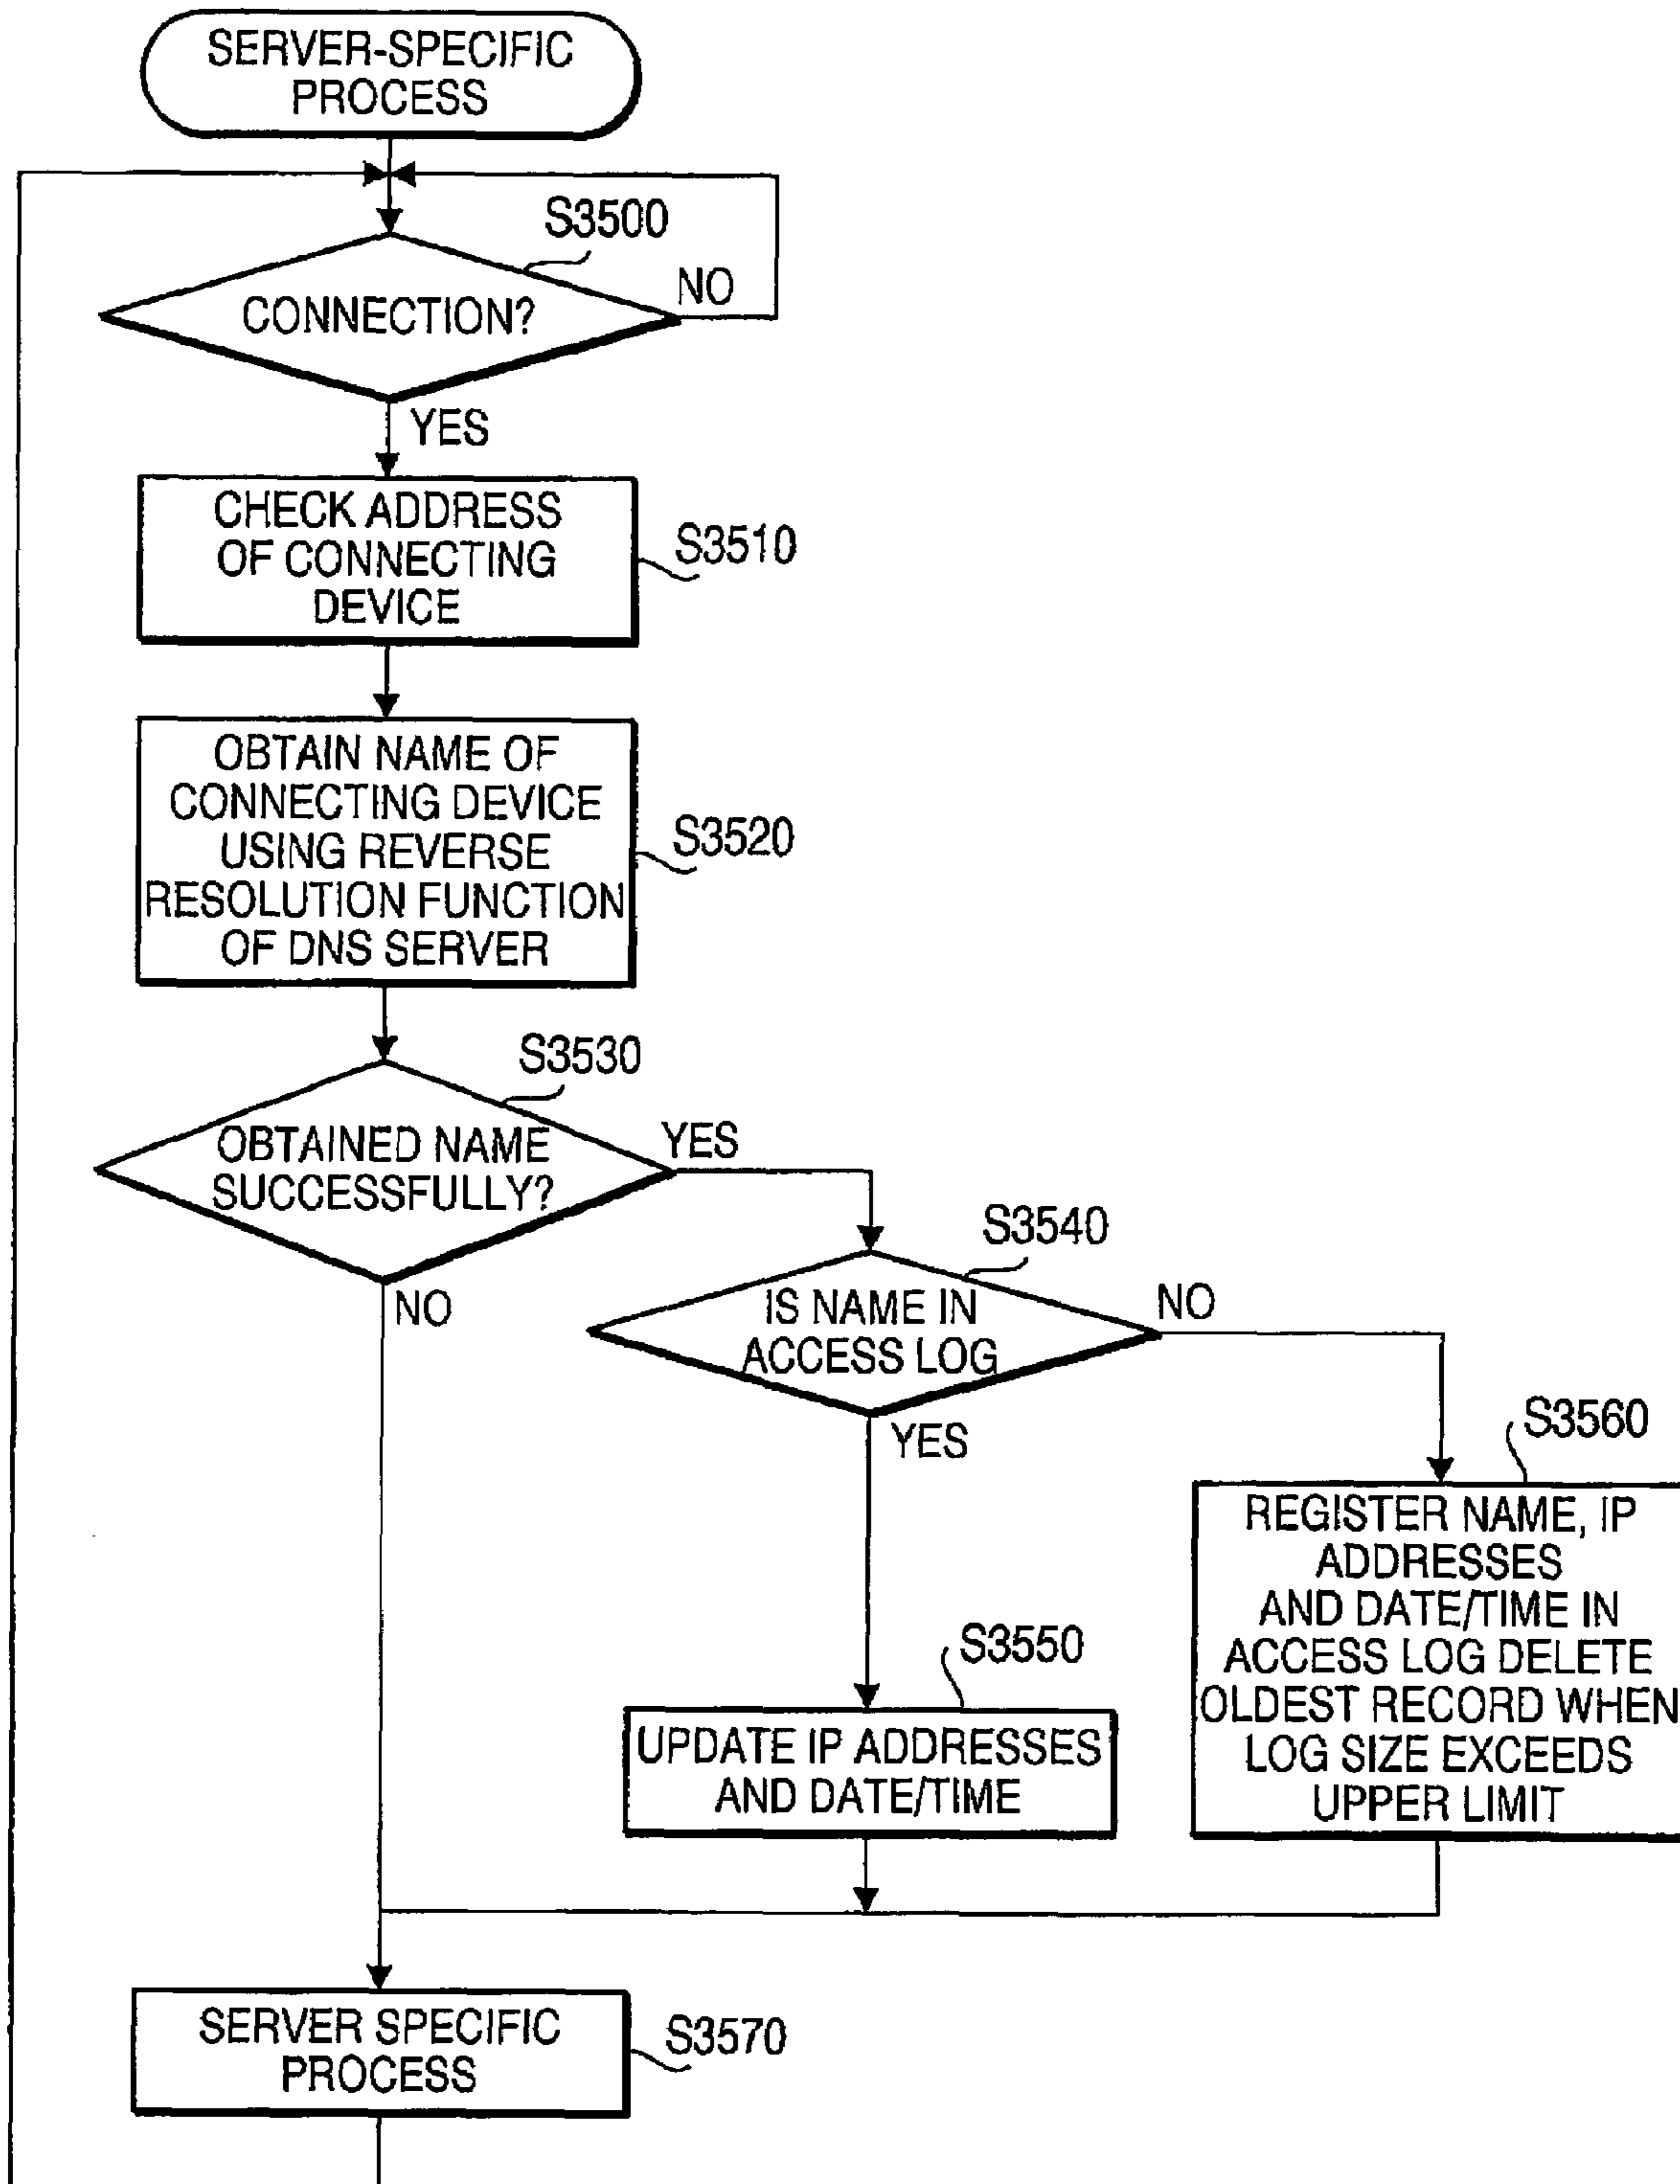 SERVER-SPECIFIC
PROCESS
S3500
NO
CONNECTION?
YES
CHECK ADDRESS
OF CONNECTING
DEVICE
S3510
OBTAIN NAME OF
CONNECTING DEVICE
USING REVERSE
RESOLUTION FUNCTION
OF DNS SERVER
S3520
S3530
OBTAINED NAME
SUCCESSFULLY?
YES
NO
S3540
IS NAME IN
ACCESS LOG
NO
YES
S3560
REGISTER NAME, IP
ADDRESSES
AND DATE/TIME IN
ACCESS LOG DELETE
OLDEST RECORD WHEN
LOG SIZE EXCEEDS
UPPER LIMIT
S3550
UPDATE IP ADDRESSES
AND DATE/TIME
SERVER SPECIFIC
PROCESS
S3570